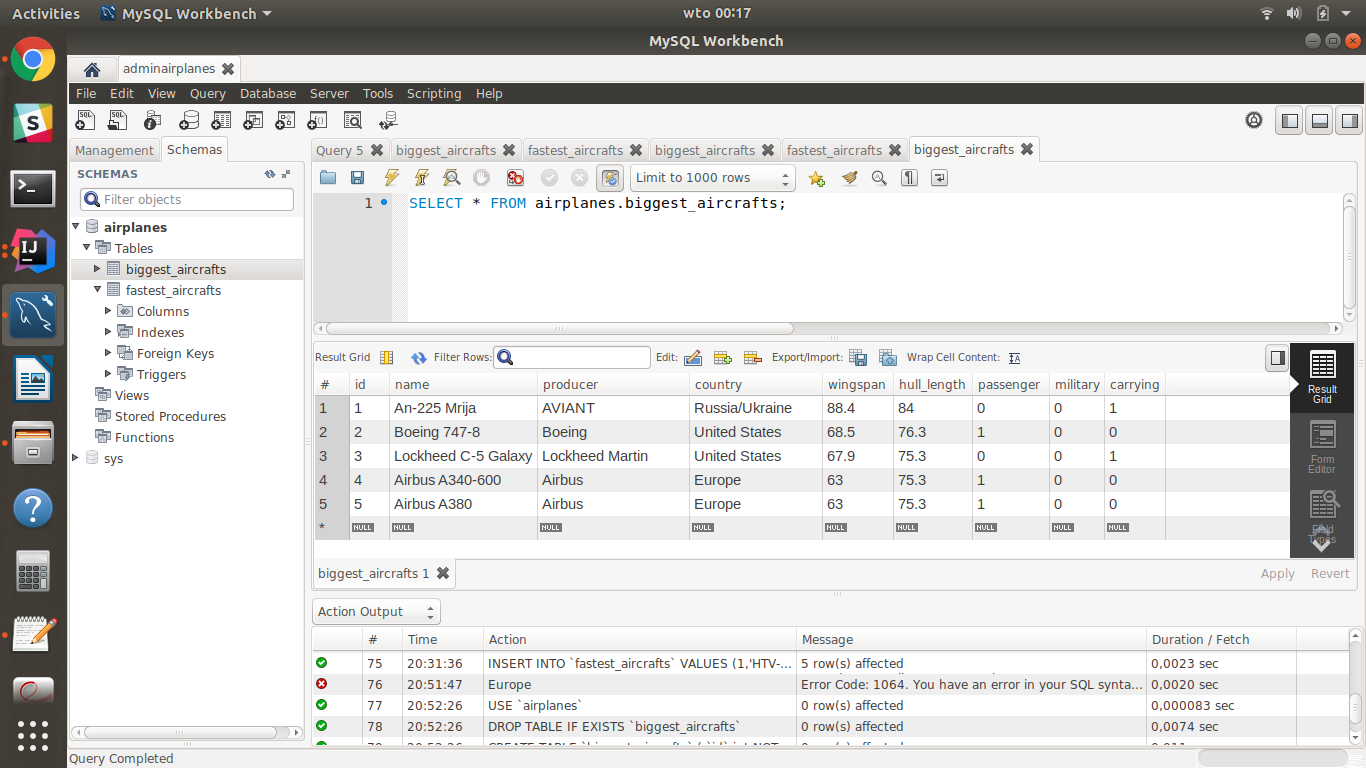 Activities MySQL Workbench wto 00:17
MySQL Workbench
adminairplanes
File Edit View Query Database Server Tools Scripting Help
Management Schemas Query 5 biggest_aircrafts fastest_aircrafts biggest_aircrafts fastest_aircrafts biggest_aircrafts
SCHEMAS
Limit to 1000 rows
Filter objects
1 SELECT * FROM airplanes.biggest_aircrafts;
airplanes
Tables
biggest_aircrafts
fastest_aircrafts
Columns
Indexes
Foreign Keys
Triggers
Views
Stored Procedures
Functions
sys
Result Grid Filter Rows: Edit: Export/Import: Wrap Cell Content:
# id name producer country wingspan hull_length passenger military carrying
1 1 An-225 Mrija AVIANT Russia/Ukraine 88.4 84 0 0 1
2 2 Boeing 747-8 Boeing United States 68.5 76.3 1 0 0
3 3 Lockheed C-5 Galaxy Lockheed Martin United States 67.9 75.3 0 0 1
4 4 Airbus A340-600 Airbus Europe 63 75.3 1 0 0
5 5 Airbus A380 Airbus Europe 63 75.3 1 0 0
* NULL NULL NULL NULL NULL NULL NULL NULL NULL
Result
Grid
Form
Editor
Field
Types
biggest_aircrafts 1 Apply Revert
Action Output
# Time Action Message Duration / Fetch
75 20:31:36 INSERT INTO `fastest_aircrafts` VALUES (1,'HTV-... 5 row(s) affected 0,0023 sec
76 20:51:47 Europe Error Code: 1064. You have an error in your SQL synta... 0,0020 sec
77 20:52:26 USE `airplanes` 0 row(s) affected 0,000083 sec
78 20:52:26 DROP TABLE IF EXISTS `biggest_aircrafts` 0 row(s) affected 0,0074 sec
Query Completed